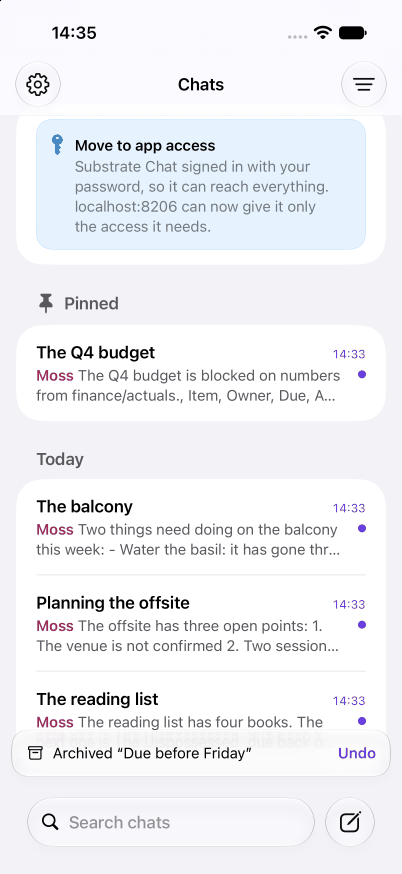 14:35
Chats
Move to app access
Substrate Chat signed in with your
password, so it can reach everything.
localhost:8206 can now give it only
the access it needs.
Pinned
The Q4 budget 14:33
Moss The Q4 budget is blocked on numbers
from finance/actuals., Item, Owner, Due, A...
Today
The balcony 14:33
Moss Two things need doing on the balcony
this week: - Water the basil: it has gone thr...
Planning the offsite 14:33
Moss The offsite has three open points: 1.
The venue is not confirmed 2. Two session...
The reading list 14:33
Moss The reading list has four books. The
Archived “Due before Friday” Undo
Search chats